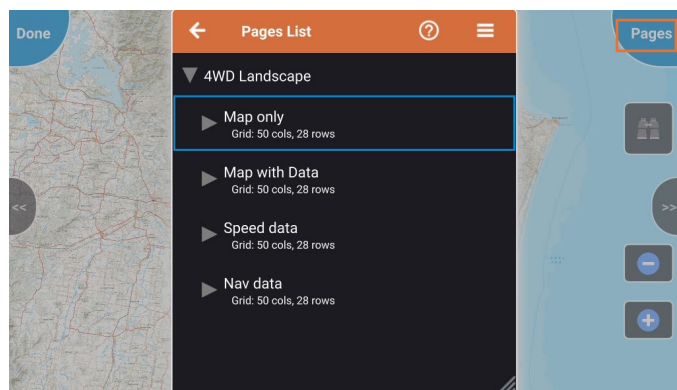 Done
Pages List
Pages
4WD Landscape
Map only
Grid: 50 cols, 28 rows
Map with Data
Grid: 50 cols, 28 rows
Speed data
Grid: 50 cols, 28 rows
Nav data
Grid: 50 cols, 28 rows
<<
>>